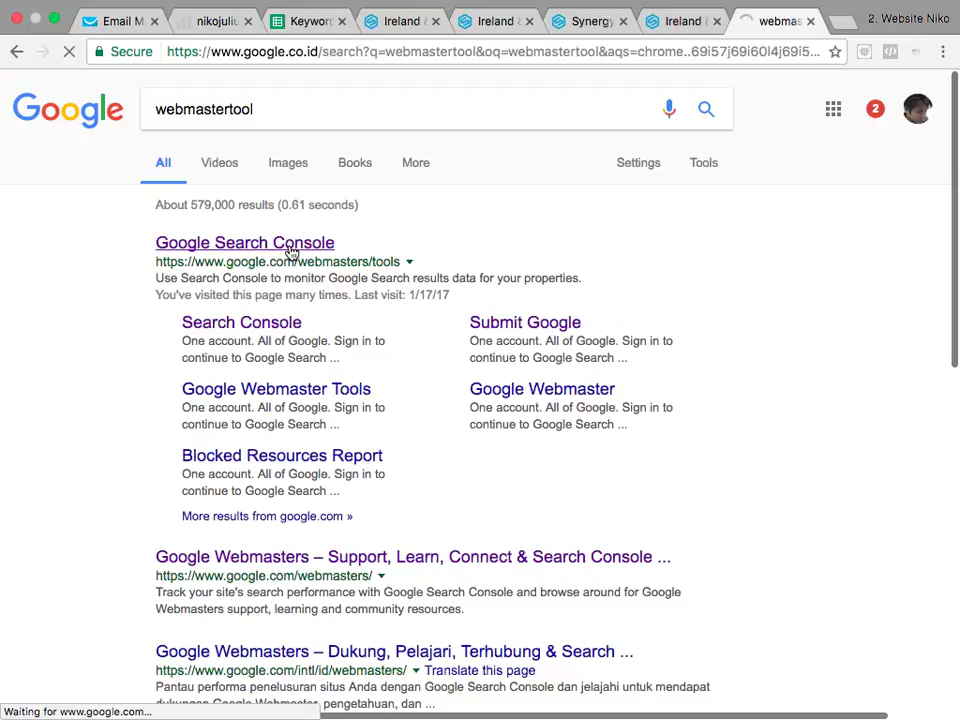 Email M
nikojuliu
Keyword
Ireland &
Ireland &
Synergy
Ireland &
webmas
2. Website Niko
Secure
https://www.google.co.id/search?q=webmastertool&oq=webmastertool&aqs=chrome..69i57j69i60l4j69i5
Google
webmastertool
2
All
Videos
Images
Books
More
Settings
Tools
About 579,000 results (0.61 seconds)
Google Search Console
https://www.google.com/webmasters/tools
Use Search Console to monitor Google Search results data for your properties.
You've visited this page many times. Last visit: 1/17/17
Search Console
One account. All of Google. Sign in to
continue to Google Search ...
Submit Google
One account. All of Google. Sign in to
continue to Google Search ...
Google Webmaster Tools
One account. All of Google. Sign in to
continue to Google Search ...
Google Webmaster
One account. All of Google. Sign in to
continue to Google Search ...
Blocked Resources Report
One account. All of Google. Sign in to
continue to Google Search ...
More results from google.com »
Google Webmasters – Support, Learn, Connect & Search Console ...
https://www.google.com/webmasters/
Track your site's search performance with Google Search Console and browse around for Google
Webmasters support, learning and community resources.
Google Webmasters – Dukung, Pelajari, Terhubung & Search ...
https://www.google.com/intl/id/webmasters/ Translate this page
Pantau performa penelusuran situs Anda dengan Google Search Console dan jelajahi untuk mendapat
dukungan Google Webmaster, pengetahuan, dan ...
Waiting for www.google.com...